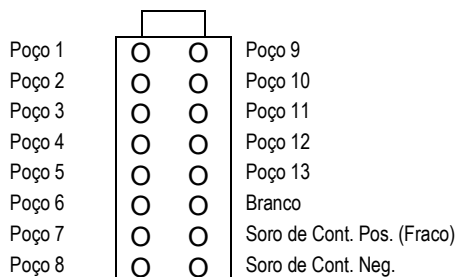 Poço 1 Poço 9
Poço 2 Poço 10
Poço 3 Poço 11
Poço 4 Poço 12
Poço 5 Poço 13
Poço 6 Branco
Poço 7 Soro de Cont. Pos. (Fraco)
Poço 8 Soro de Cont. Neg.